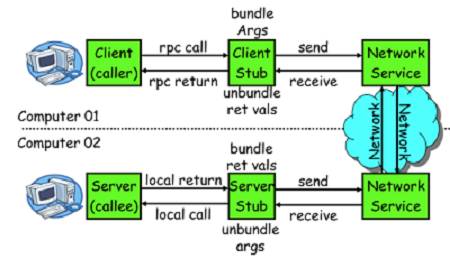 bundle
Args
Client
(caller)
rpc call
rpc return
Client
Stub
send
receive
Network
Service
unbundle
ret vals
Computer 01
Network
Network
Computer 02
bundle
ret vals
Server
(callee)
local return
local call
Server
Stub
send
receive
Network
Service
unbundle
args